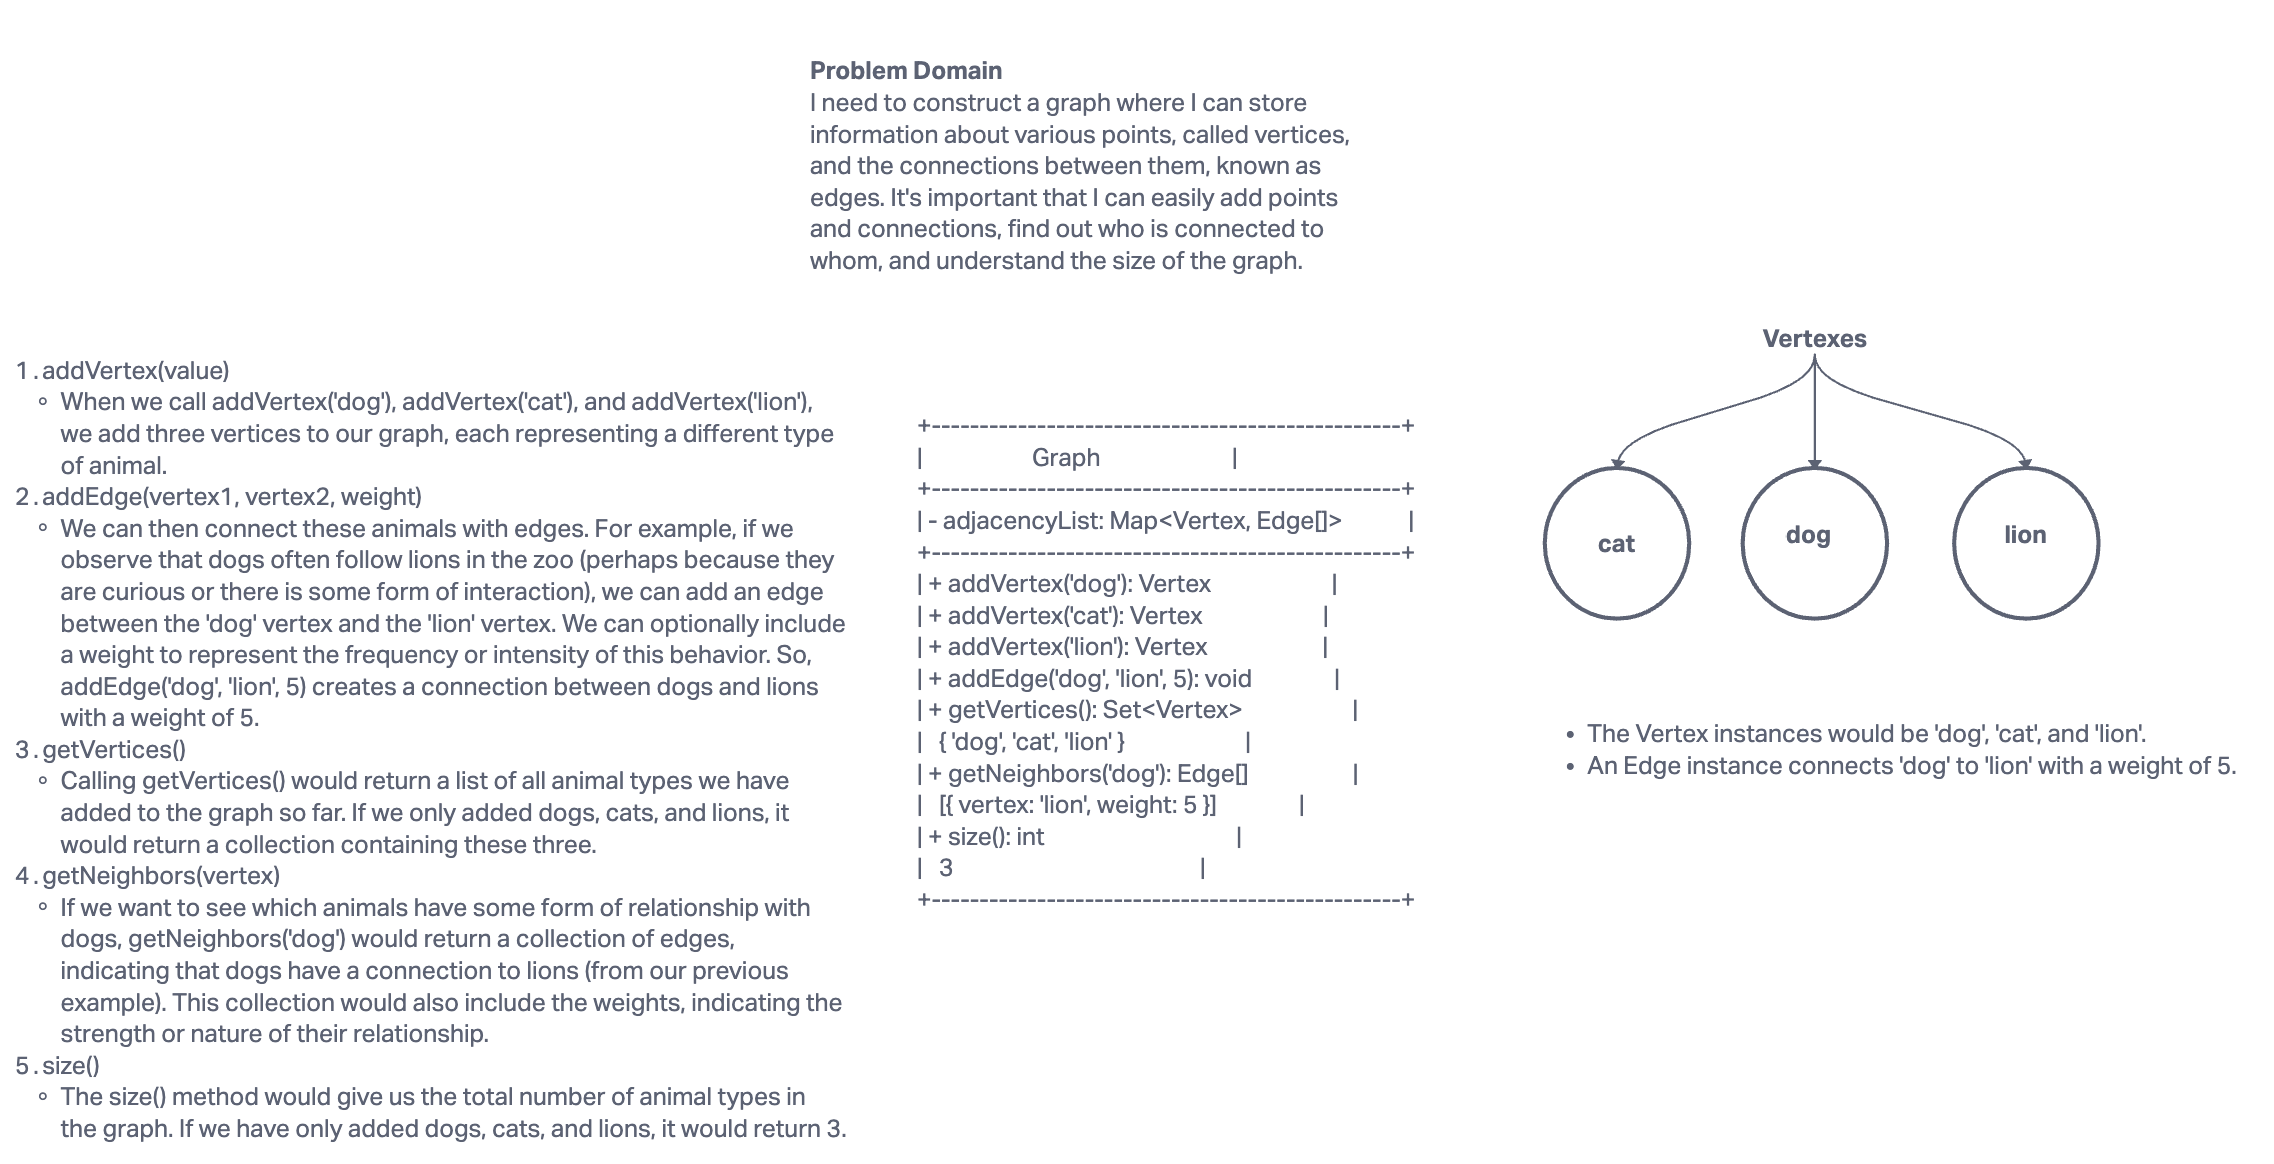 Problem Domain
I need to construct a graph where I can store
information about various points, called vertices,
and the connections between them, known as
edges. It's important that I can easily add points
and connections, find out who is connected to
whom, and understand the size of the graph.
1. addVertex(value)
◦ When we call addVertex('dog'), addVertex('cat'), and addVertex('lion'),
we add three vertices to our graph, each representing a different type
of animal.
2. addEdge(vertex1, vertex2, weight)
◦ We can then connect these animals with edges. For example, if we
observe that dogs often follow lions in the zoo (perhaps because they
are curious or there is some form of interaction), we can add an edge
between the 'dog' vertex and the 'lion' vertex. We can optionally include
a weight to represent the frequency or intensity of this behavior. So,
addEdge('dog', 'lion', 5) creates a connection between dogs and lions
with a weight of 5.
3. getVertices()
◦ Calling getVertices() would return a list of all animal types we have
added to the graph so far. If we only added dogs, cats, and lions, it
would return a collection containing these three.
4. getNeighbors(vertex)
◦ If we want to see which animals have some form of relationship with
dogs, getNeighbors('dog') would return a collection of edges,
indicating that dogs have a connection to lions (from our previous
example). This collection would also include the weights, indicating the
strength or nature of their relationship.
5. size()
◦ The size() method would give us the total number of animal types in
the graph. If we have only added dogs, cats, and lions, it would return 3.
+-------------------------------------------------+
| Graph |
+-------------------------------------------------+
| - adjacencyList: Map<Vertex, Edge[]> |
+-------------------------------------------------+
| + addVertex('dog'): Vertex |
| + addVertex('cat'): Vertex |
| + addVertex('lion'): Vertex |
| + addEdge('dog', 'lion', 5): void |
| + getVertices(): Set<Vertex> |
| { 'dog', 'cat', 'lion' } |
| + getNeighbors('dog'): Edge[] |
| [{ vertex: 'lion', weight: 5 }] |
| + size(): int |
| 3 |
+-------------------------------------------------+
Vertexes
cat
dog
lion
• The Vertex instances would be 'dog', 'cat', and 'lion'.
• An Edge instance connects 'dog' to 'lion' with a weight of 5.